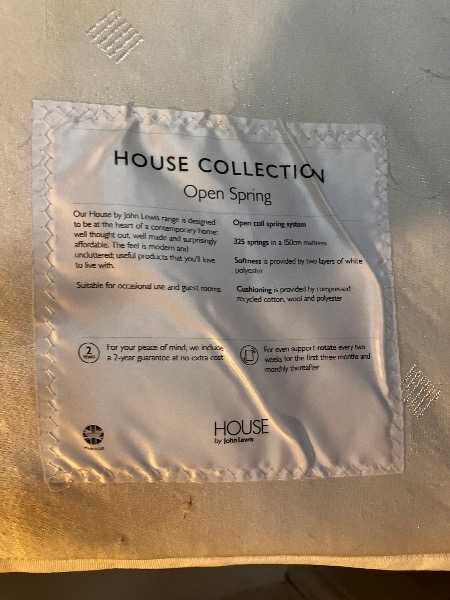 HOUSE COLLECTION
Open Spring
Our House by John Lewis range is designed
to be at the heart of a contemporary home:
well thought out, well made and surprisingly
affordable. The feel is modern and
uncluttered; useful products that you'll love
to live with.
Suitable for occasional use and guest rooms
Open coil spring system
325 springs in a 150cm mattress
Softness is provided by two layers of white
polyester
Cushioning is provided by compressed
recycled cotton, wool and polyester
2
YEARS
For your peace of mind, we include
a 2-year guarantee at no extra cost
For even support rotate every two
weeks for the first three months and
monthly thereafter
HOUSE
by John Lewis